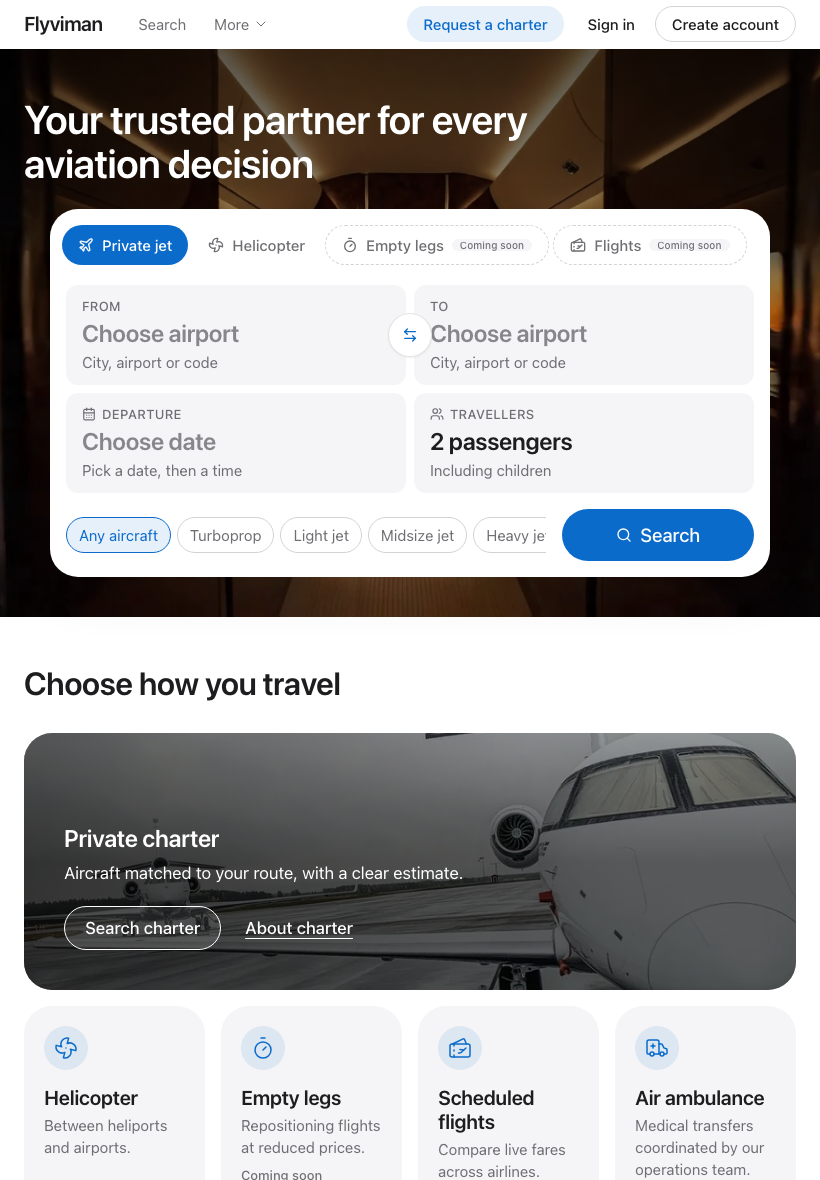 Flyviman
Search
More
Request a charter
Sign in
Create account
Your trusted partner for every
aviation decision
Private jet
Helicopter
Empty legs
Coming soon
Flights
Coming soon
FROM
Choose airport
City, airport or code
TO
Choose airport
City, airport or code
DEPARTURE
Choose date
Pick a date, then a time
TRAVELLERS
2 passengers
Including children
Any aircraft
Turboprop
Light jet
Midsize jet
Heavy je
Search
Choose how you travel
Private charter
Aircraft matched to your route, with a clear estimate.
Search charter
About charter
Helicopter
Between heliports
and airports.
Empty legs
Repositioning flights
at reduced prices.
Coming soon
Scheduled
flights
Compare live fares
across airlines.
Air ambulance
Medical transfers
coordinated by our
operations team.